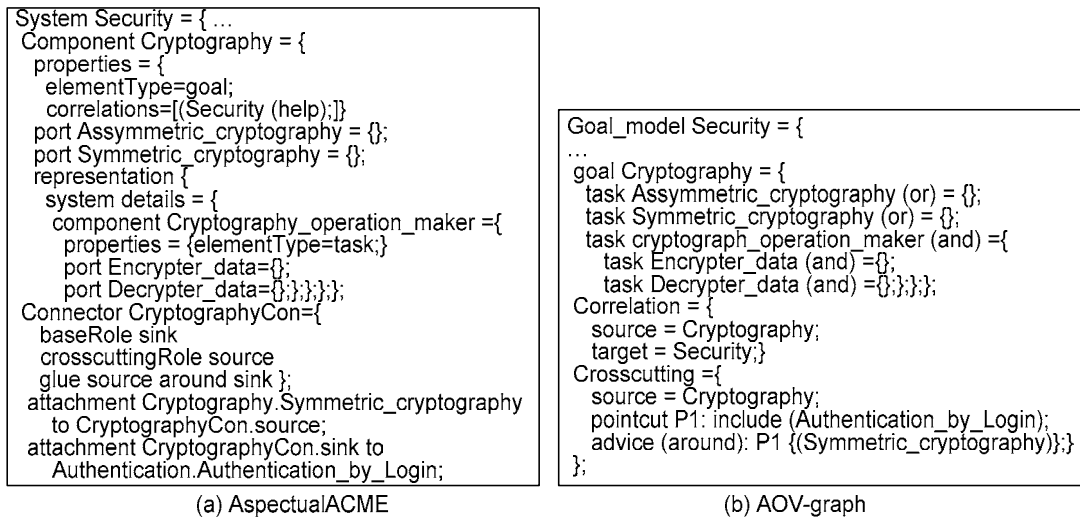 System Security = { ...
Component Cryptography = {
properties = {
elementType=goal;
correlations=[(Security (help);]}
port Assymmetric_cryptography = {};
port Symmetric_cryptography = {};
representation {
system details = {
component Cryptography_operation_maker ={
properties = {elementType=task;}
port Encrypter_data={};
port Decrypter_data={};};};};};
Connector CryptographyCon={
baseRole sink
crosscuttingRole source
glue source around sink };
attachment Cryptography.Symmetric_cryptography
to CryptographyCon.source;
attachment CryptographyCon.sink to
Authentication.Authentication_by_Login;
(a) AspectualACME
Goal_model Security = {
...
goal Cryptography = {
task Assymmetric_cryptography (or) = {};
task Symmetric_cryptography (or) = {};
task cryptograph_operation_maker (and) ={
task Encrypter_data (and) ={};
task Decrypter_data (and) ={};};};};
Correlation = {
source = Cryptography;
target = Security;}
Crosscutting ={
source = Cryptography;
pointcut P1: include (Authentication_by_Login);
advice (around): P1 {(Symmetric_cryptography)};}
};
(b) AOV-graph